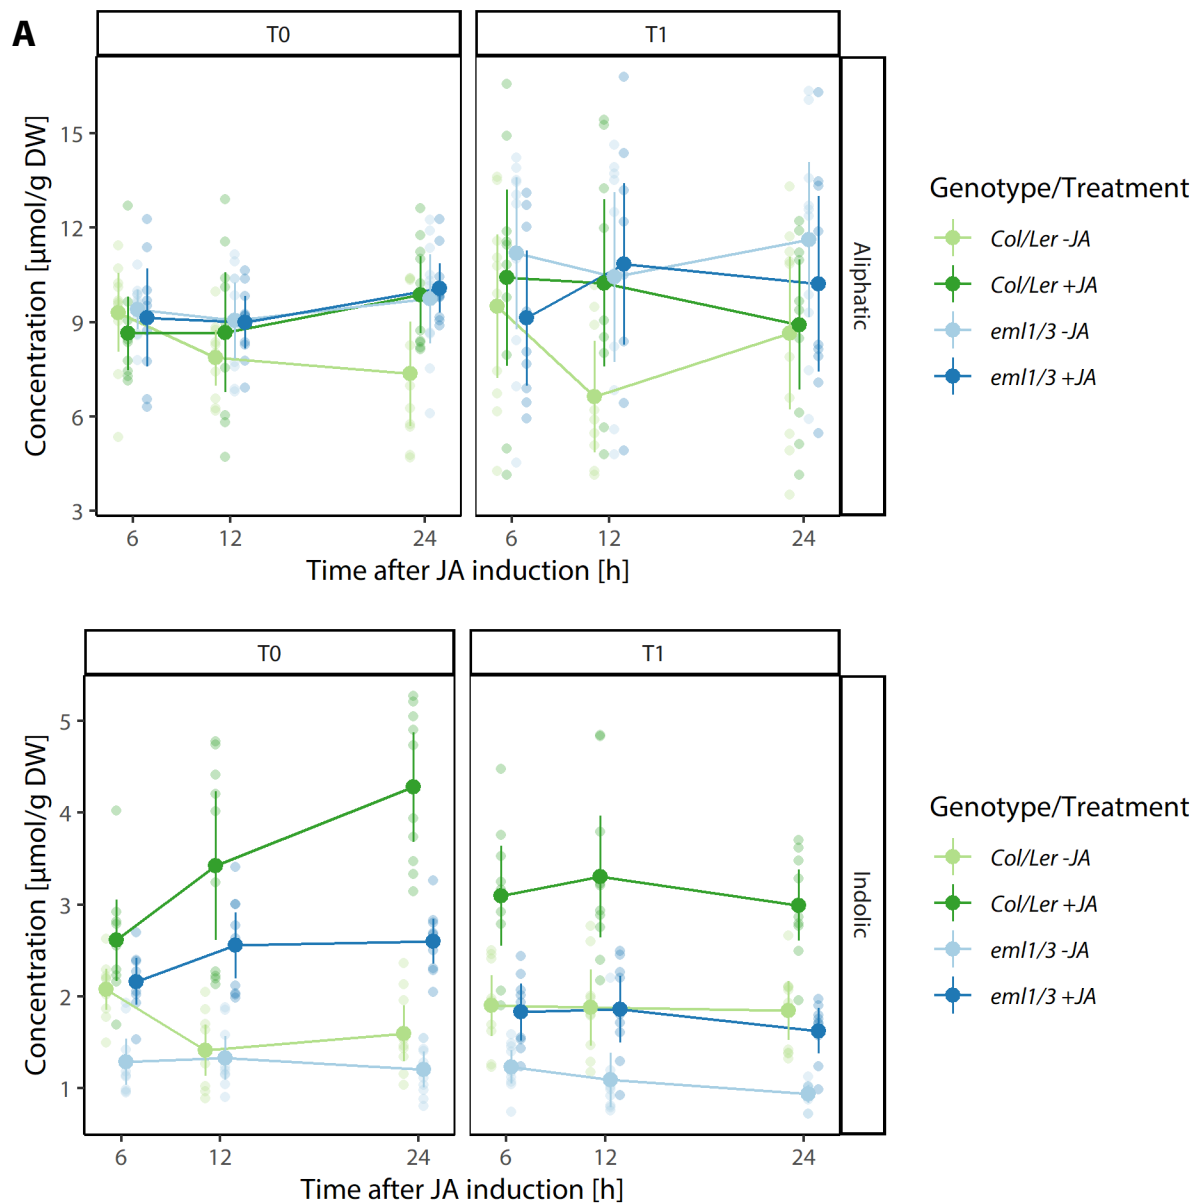 A
T0
T1
Concentration [µmol/g DW]
15
12
9
6
3
Aliphatic
6
12
24
6
12
24
Time after JA induction [h]
Genotype/Treatment
Col/Ler -JA
Col/Ler +JA
eml1/3 -JA
eml1/3 +JA
T0
T1
Concentration [µmol/g DW]
5
4
3
2
1
Indolic
6
12
24
6
12
24
Time after JA induction [h]
Genotype/Treatment
Col/Ler -JA
Col/Ler +JA
eml1/3 -JA
eml1/3 +JA